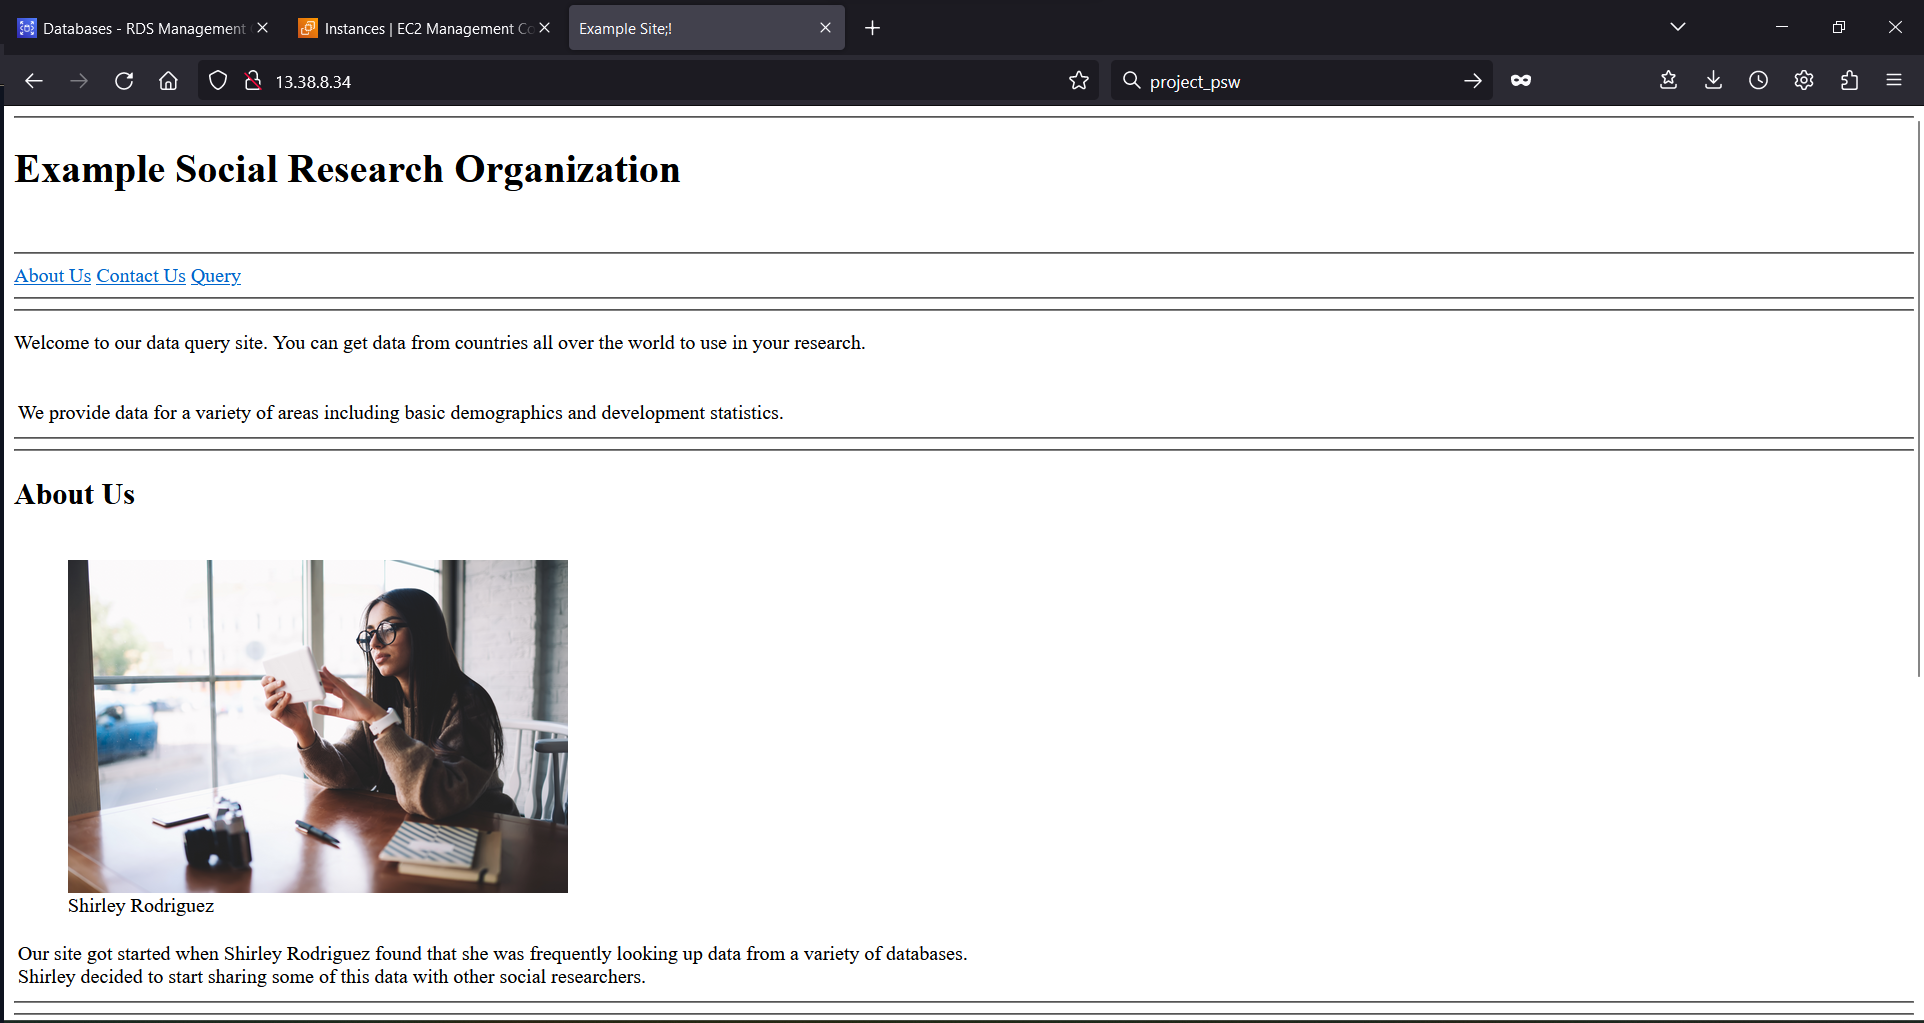 Databases - RDS Management
Instances | EC2 Management Co
Example Site;!
13.38.8.34
project_psw
Example Social Research Organization
About Us Contact Us Query
Welcome to our data query site. You can get data from countries all over the world to use in your research.
We provide data for a variety of areas including basic demographics and development statistics.
About Us
Shirley Rodriguez
Our site got started when Shirley Rodriguez found that she was frequently looking up data from a variety of databases.
Shirley decided to start sharing some of this data with other social researchers.